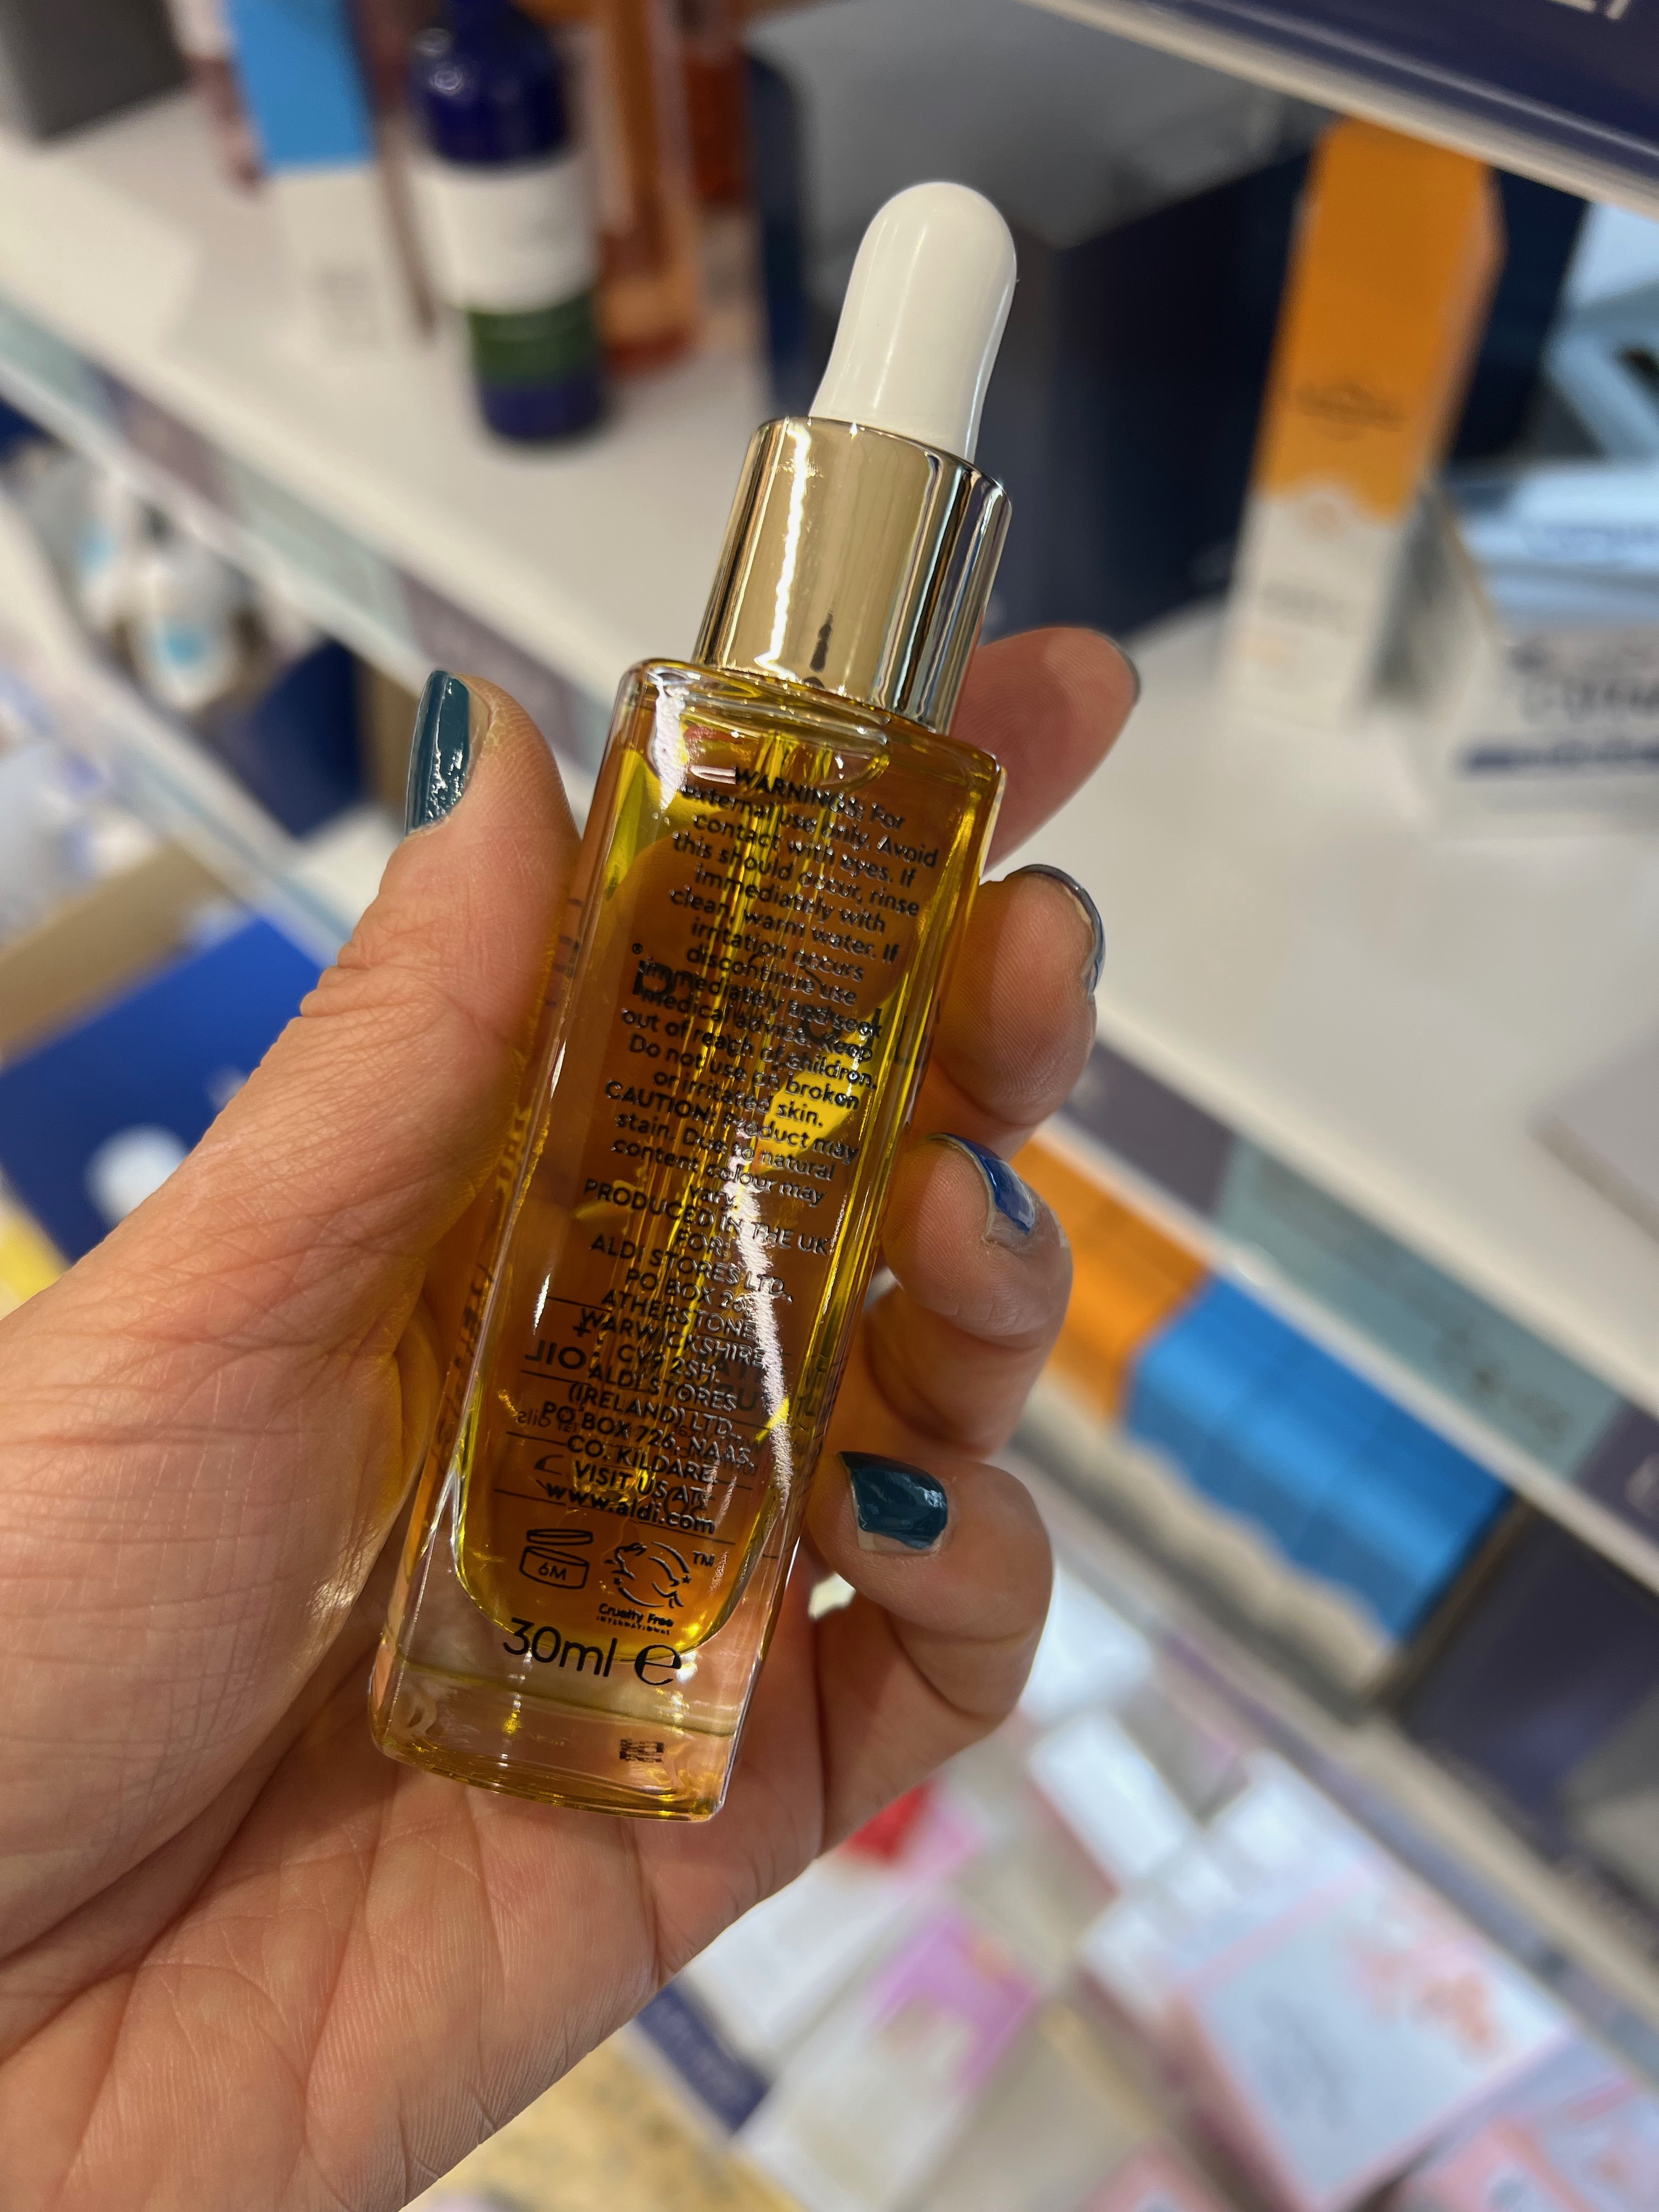 WARNINGS: For
external use only. Avoid
contact with eyes. If
this should occur, rinse
immediately with
clean, warm water. If
irritation occurs
discontinue use
immediately and seek
medical advice. Keep
out of reach of children.
Do not use on broken
or irritated skin.
CAUTION: Product may
stain. Due to natural
content colour may
vary.
PRODUCED IN THE UK
FOR:
ALDI STORES LTD.,
PO BOX 26,
ATHERSTONE,
WARWICKSHIRE,
CV9 2SH.
ALDI STORES
(IRELAND) LTD.,
PO BOX 726, NAAS,
CO. KILDARE.
VISIT US AT
www.aldi.com
6M
TM
Cruelty Free
INTERNATIONAL
30ml e